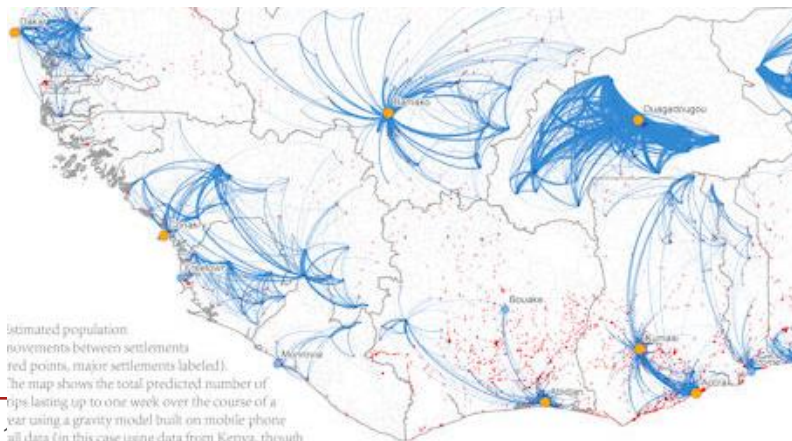 Dakar
Bamako
Ouagadougou
Conakry
Freetown
Bouake
Monrovia
Kumasi
Abidjan
Accra
stimated population
movements between settlements
red points, major settlements labeled).
The map shows the total predicted number of
rips lasting up to one week over the course of a
year using a gravity model built on mobile phone
all data (in this case using data from Kenya, though